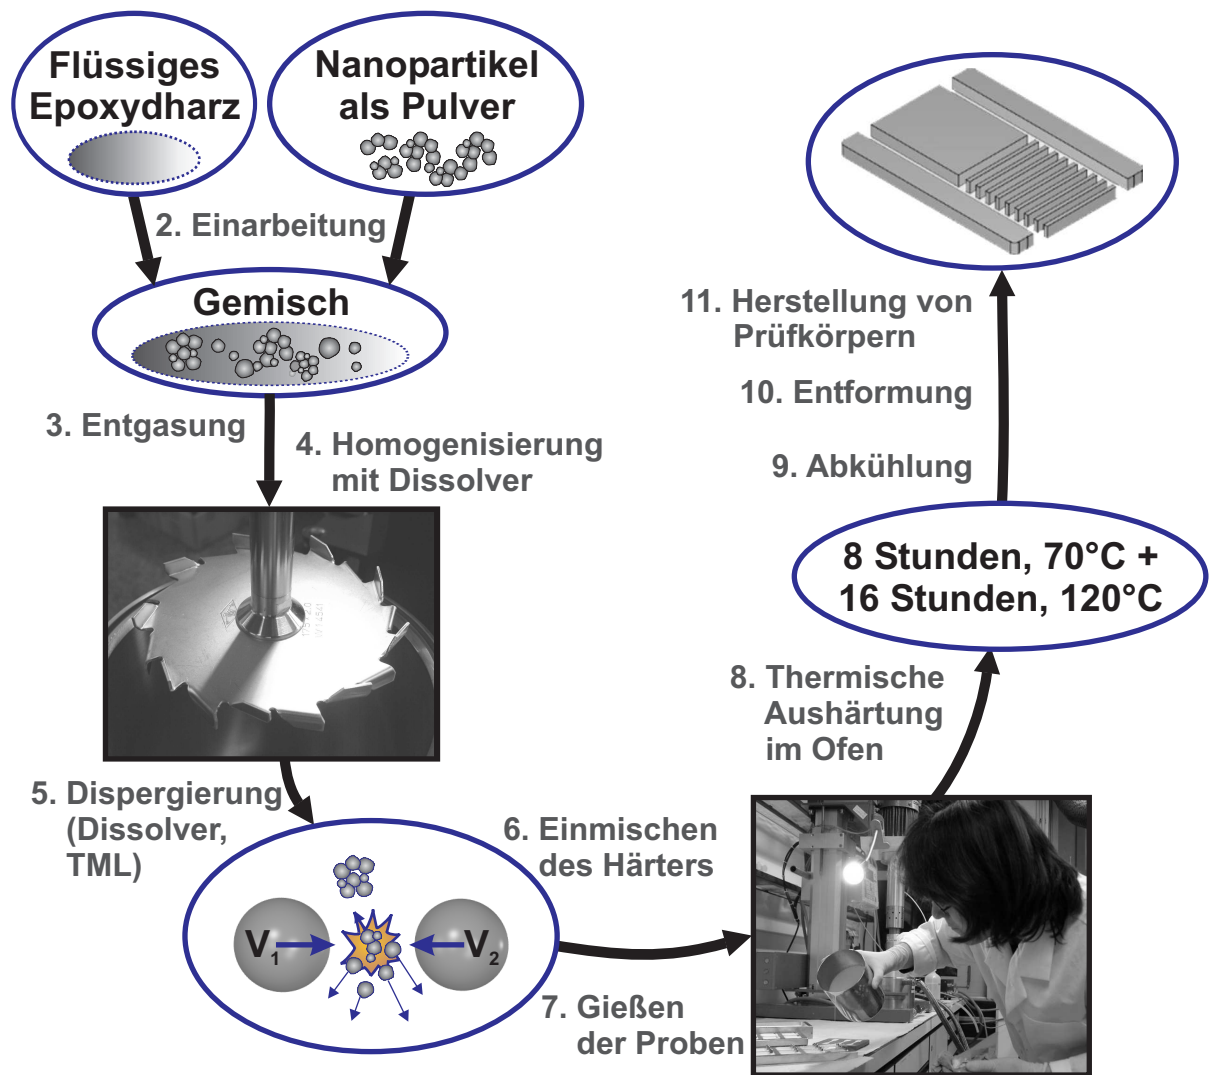 Flüssiges
Epoxydharz
Nanopartikel
als Pulver
2. Einarbeitung
Gemisch
3. Entgasung
4. Homogenisierung
mit Dissolver
5. Dispergierung
(Dissolver,
TML)
V1
V2
6. Einmischen
des Härters
7. Gießen
der Proben
8. Thermische
Aushärtung
im Ofen
8 Stunden, 70°C +
16 Stunden, 120°C
9. Abkühlung
10. Entformung
11. Herstellung von
Prüfkörpern